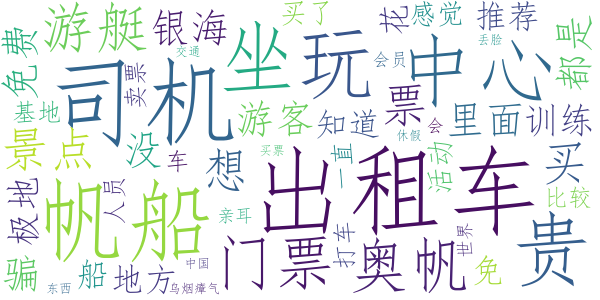 免费
游艇
银海
交通
坐
玩
买了
会员
花
感觉
推荐
丢脸
都是
基地
司机
卖票
游客
知道
票
中心
里面
训练
景点
没
车
想
休假
会
一直
活动
买
极地
人员
帆船
亲耳
买票
出租车
打车
世界
比较
贵
骗
船
地方
东西
中国
乌烟瘴气
门票
奥帆
免